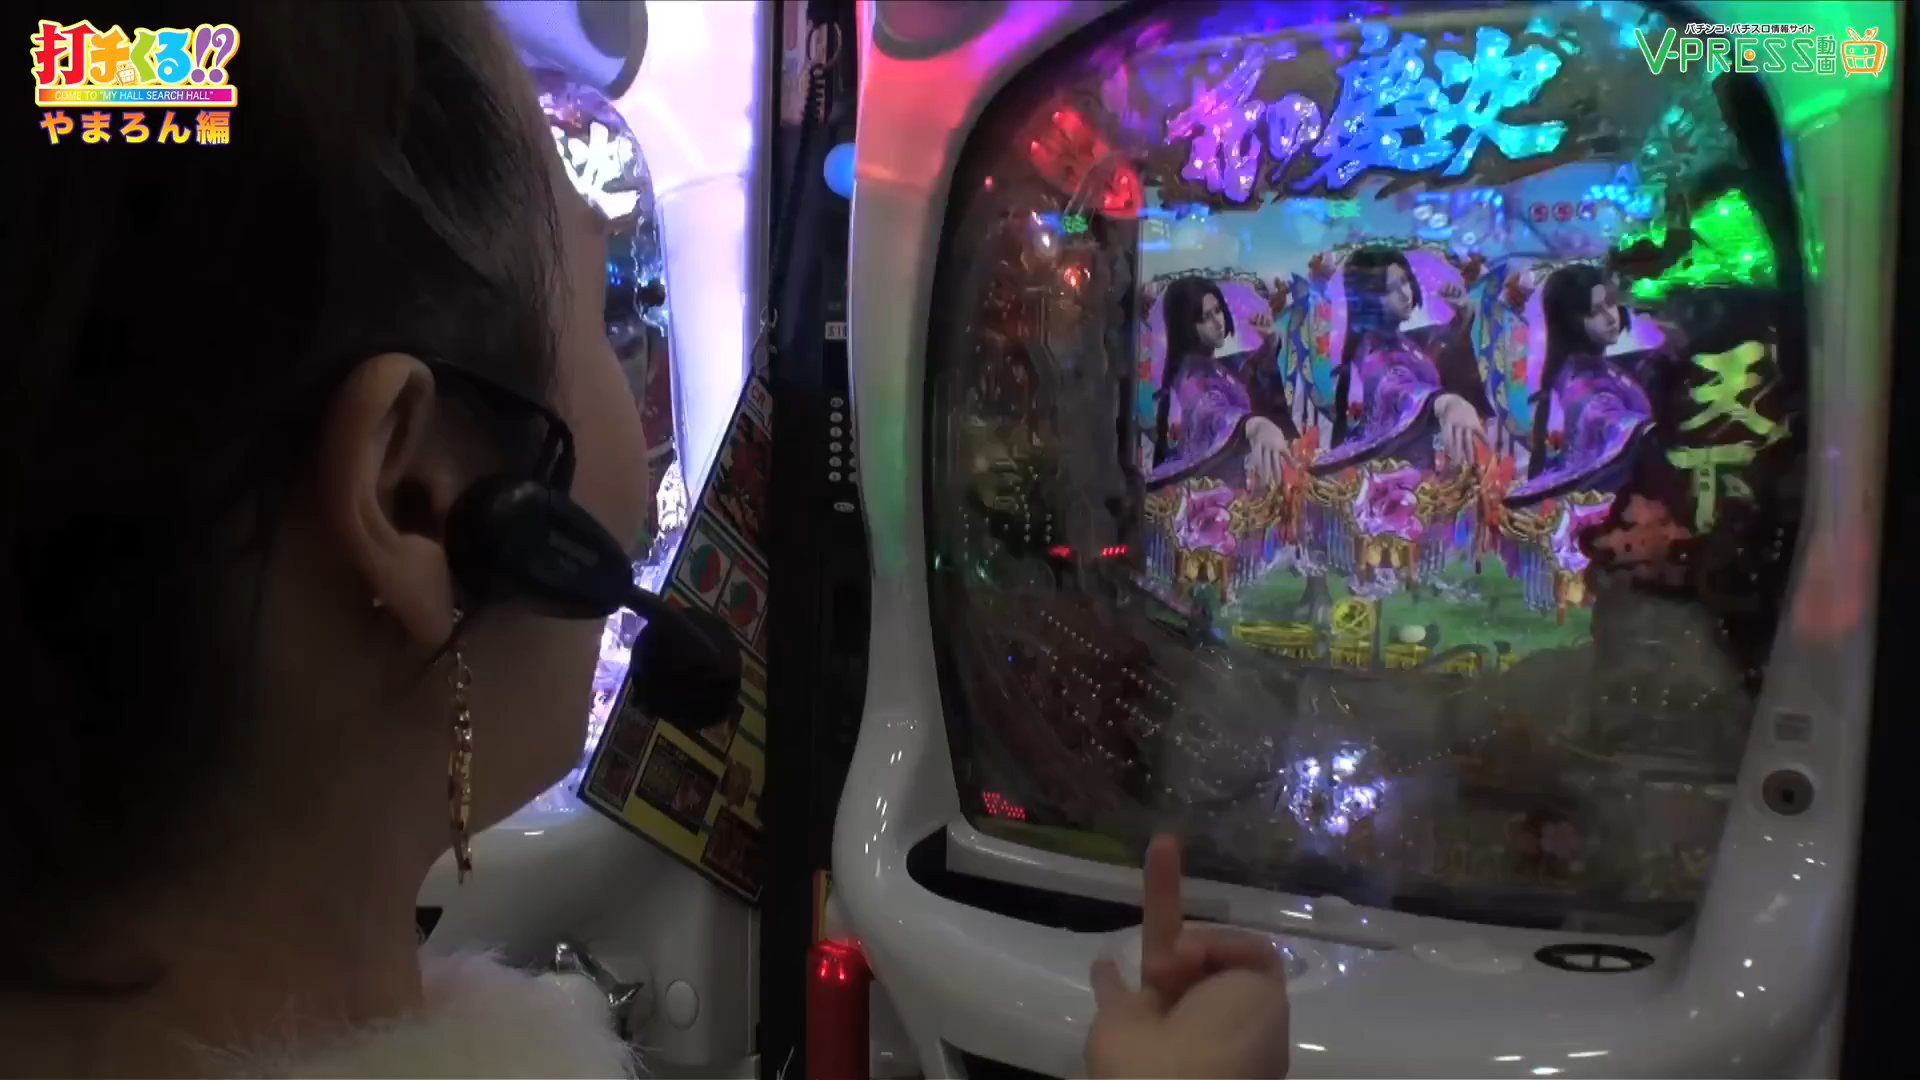 打チくる!?
COME TO "MY HALL SEARCH HALL"
やまろん編
パチンコ・パチスロ情報サイト
V-PRESS動画
花の慶次
天下